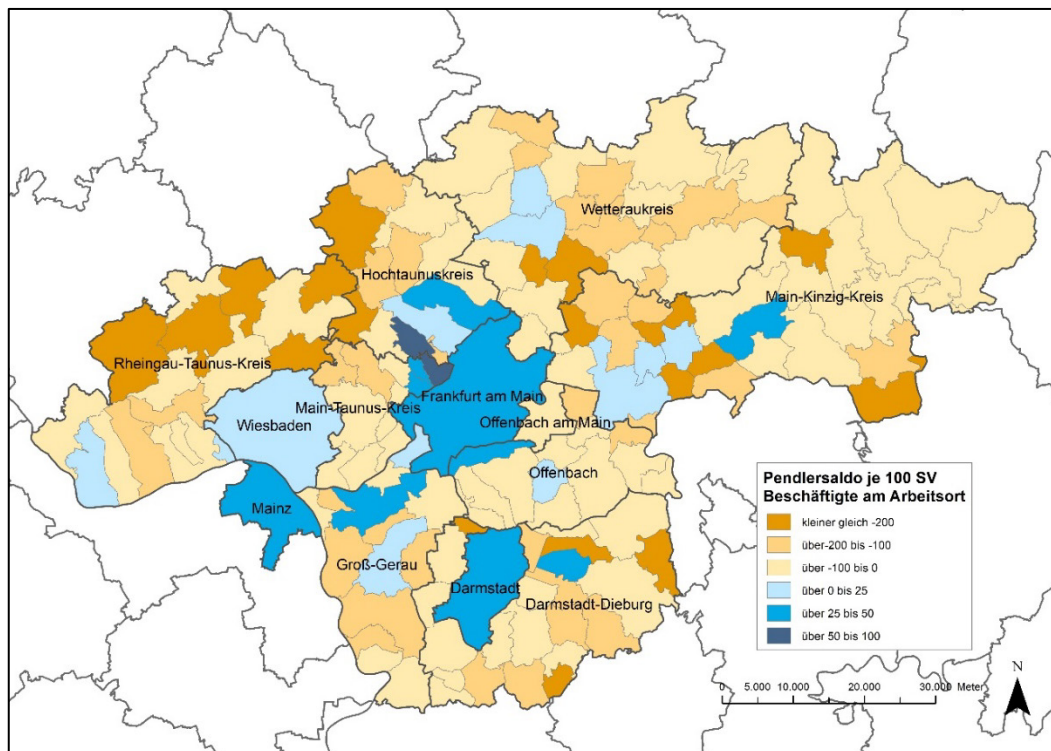 Wetteraukreis
Hochtaunuskreis
Main-Kinzig-Kreis
Rheingau-Taunus-Kreis
Frankfurt am Main
Main-Taunus-Kreis
Wiesbaden
Offenbach am Main
Offenbach
Mainz
Groß-Gerau
Darmstadt
Darmstadt-Dieburg
Pendlersaldo je 100 SV
Beschäftigte am Arbeitsort
kleiner gleich -200
über-200 bis -100
über -100 bis 0
über 0 bis 25
über 25 bis 50
über 50 bis 100
N
0 5.000 10.000 20.000 30.000 Meter